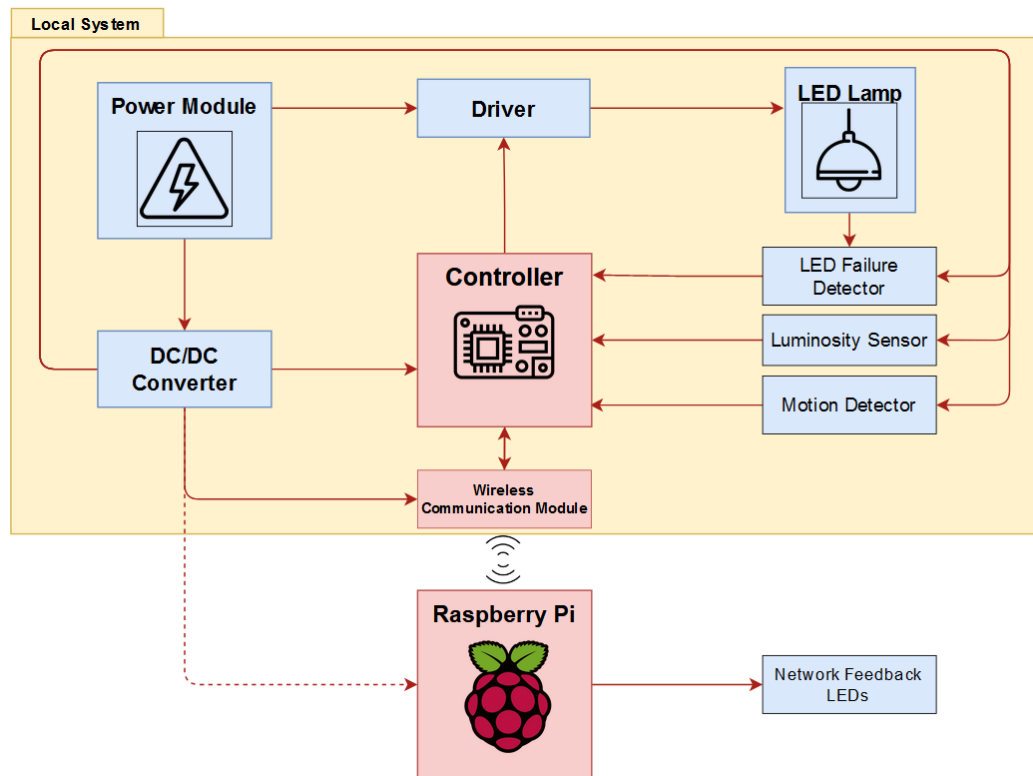 Local System
Power Module
Driver
LED Lamp
Controller
LED Failure
Detector
Luminosity Sensor
DC/DC
Converter
Motion Detector
Wireless
Communication Module
Raspberry Pi
Network Feedback
LEDs